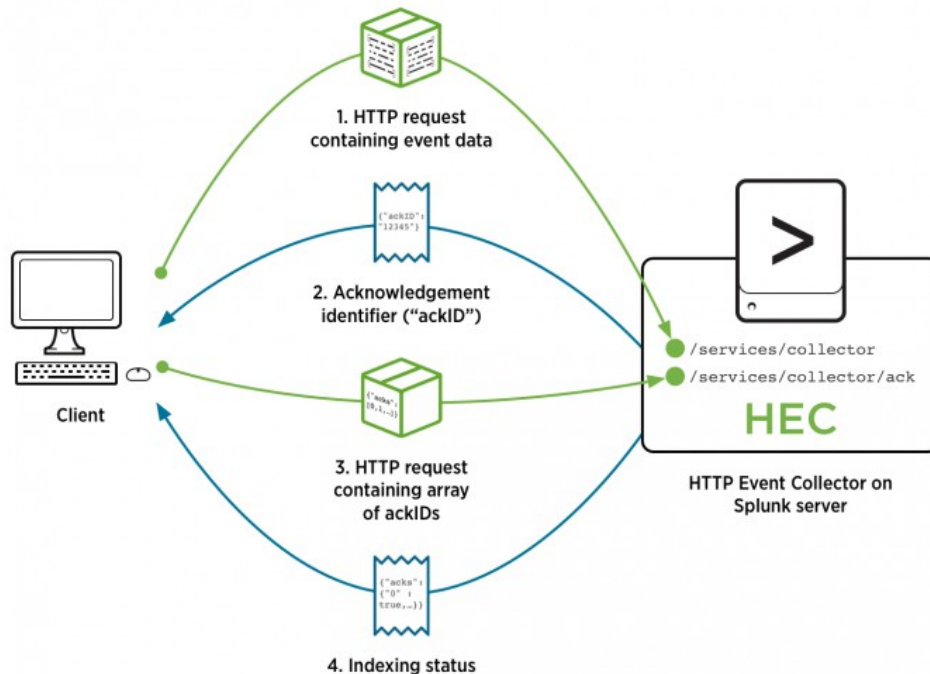 1. HTTP request
containing event data
{"ackID":
"12345"}
2. Acknowledgement
identifier (“ackID”)
>
/services/collector
/services/collector/ack
HEC
HTTP Event Collector on
Splunk server
Client
{"acks":
[0,1,…]}
3. HTTP request
containing array
of ackIDs
{"acks":
{"0" :
true,…}}
4. Indexing status